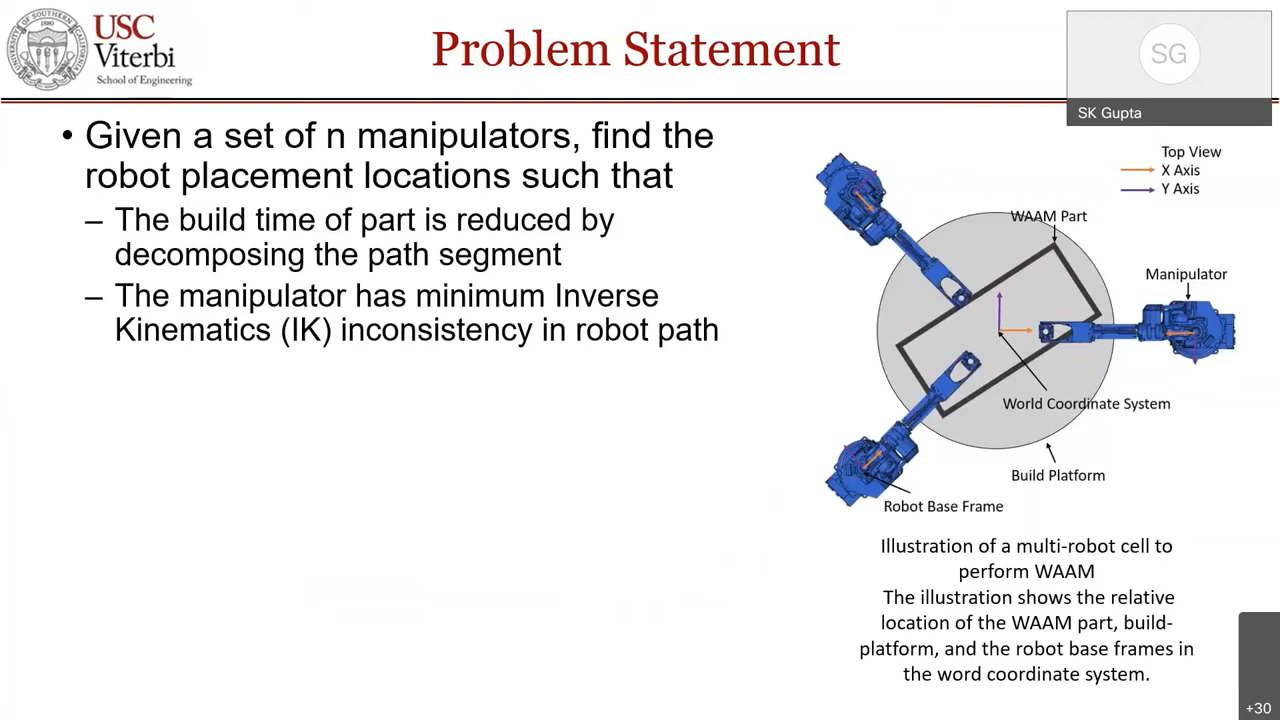 USC
Viterbi
School of Engineering
Problem Statement
SG
SK Gupta
• Given a set of n manipulators, find the
robot placement locations such that
– The build time of part is reduced by
decomposing the path segment
– The manipulator has minimum Inverse
Kinematics (IK) inconsistency in robot path
Top View
X Axis
Y Axis
WAAM Part
Manipulator
World Coordinate System
Build Platform
Robot Base Frame
Illustration of a multi-robot cell to
perform WAAM
The illustration shows the relative
location of the WAAM part, build-
platform, and the robot base frames in
the word coordinate system.
+30